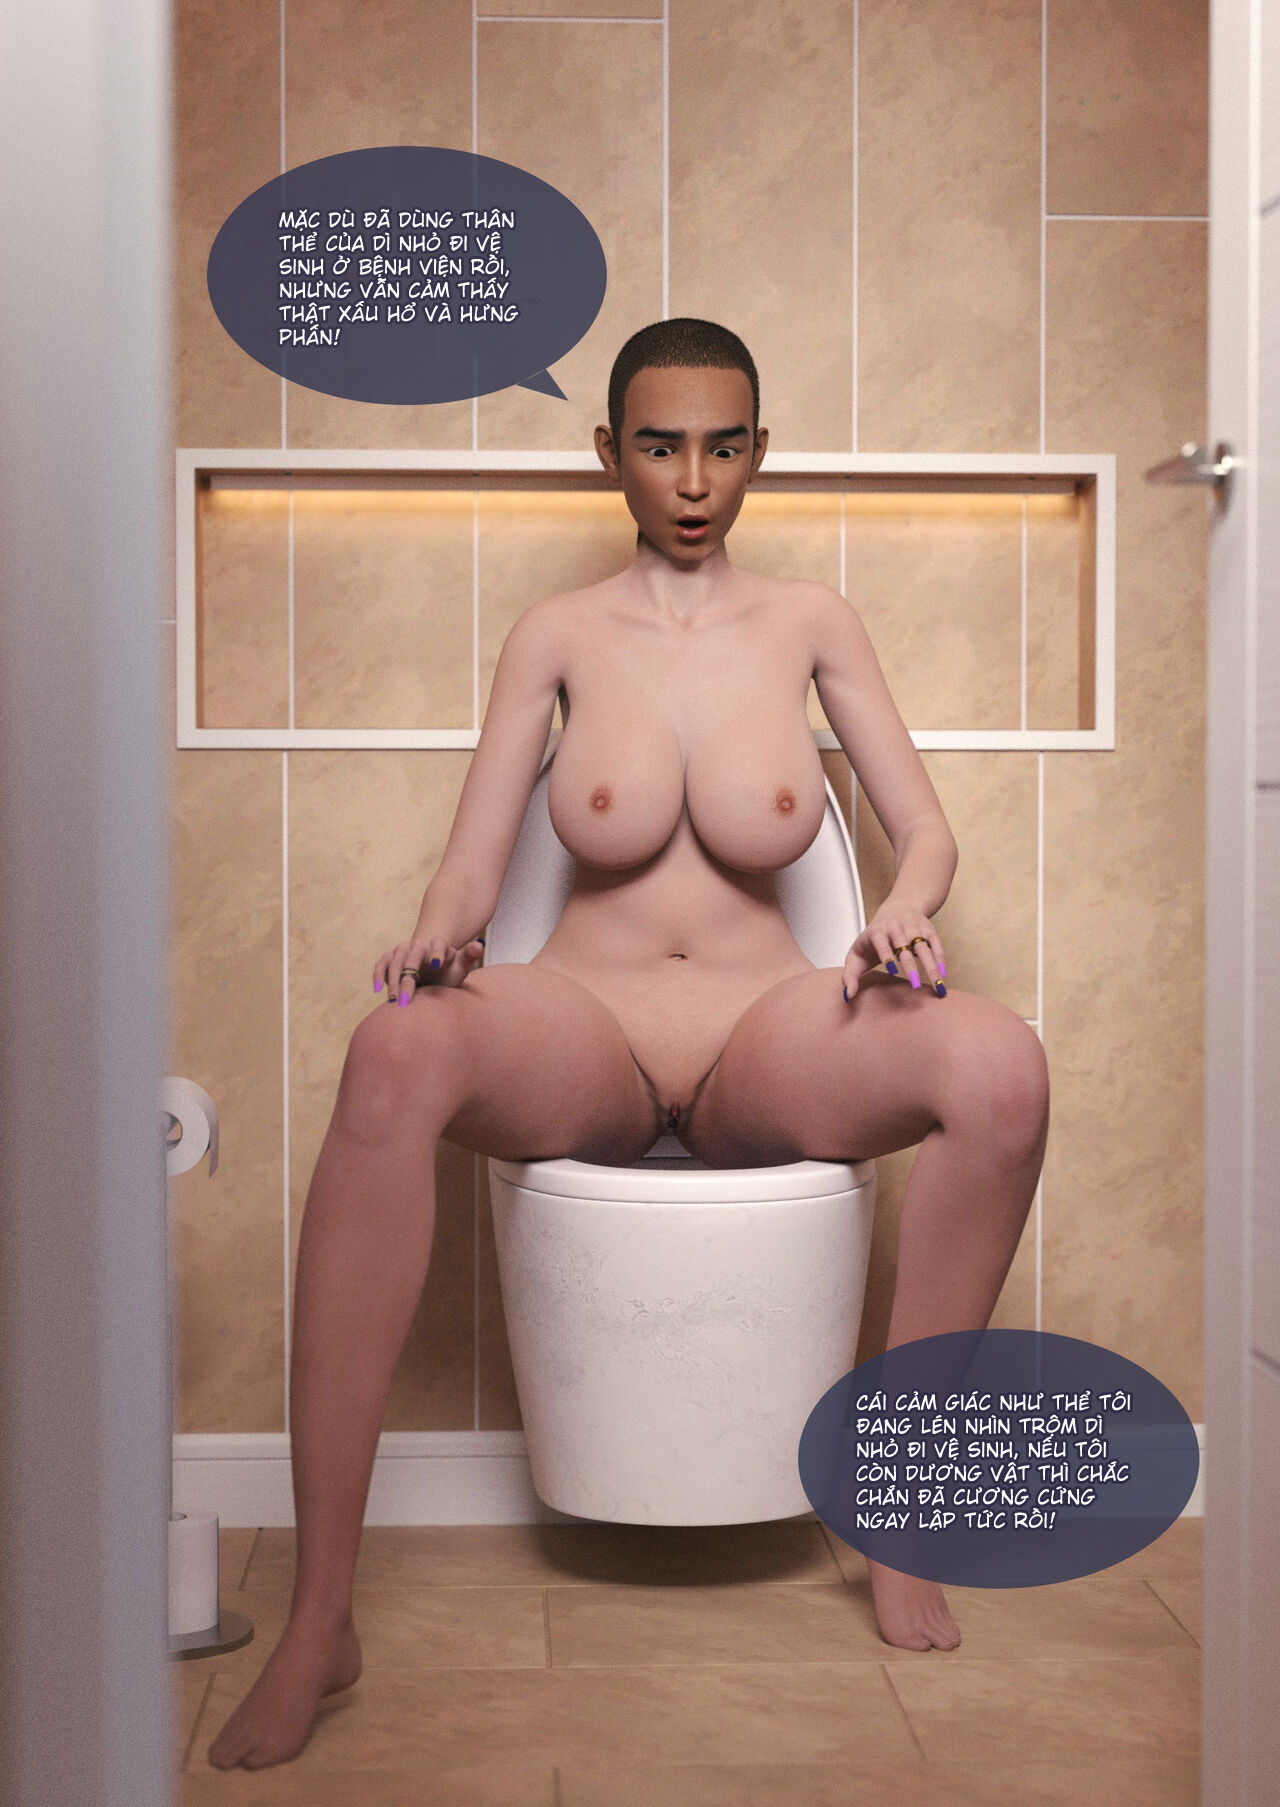 MẶC DÙ ĐÃ DÙNG THÂN
THỂ CỦA DÌ NHỎ ĐI VỆ
SINH Ở BỆNH VIỆN RỒI,
NHƯNG VẪN CẢM THẤY
THẬT XẤU HỔ VÀ HƯNG
PHẤN!
CÁI CẢM GIÁC NHƯ THỂ TÔI
ĐANG LÉN NHÌN TRỘM DÌ
NHỎ ĐI VỆ SINH, NẾU TÔI
CÒN DƯƠNG VẬT THÌ CHẮC
CHẮN ĐÃ CƯƠNG CỨNG
NGAY LẬP TỨC RỒI!